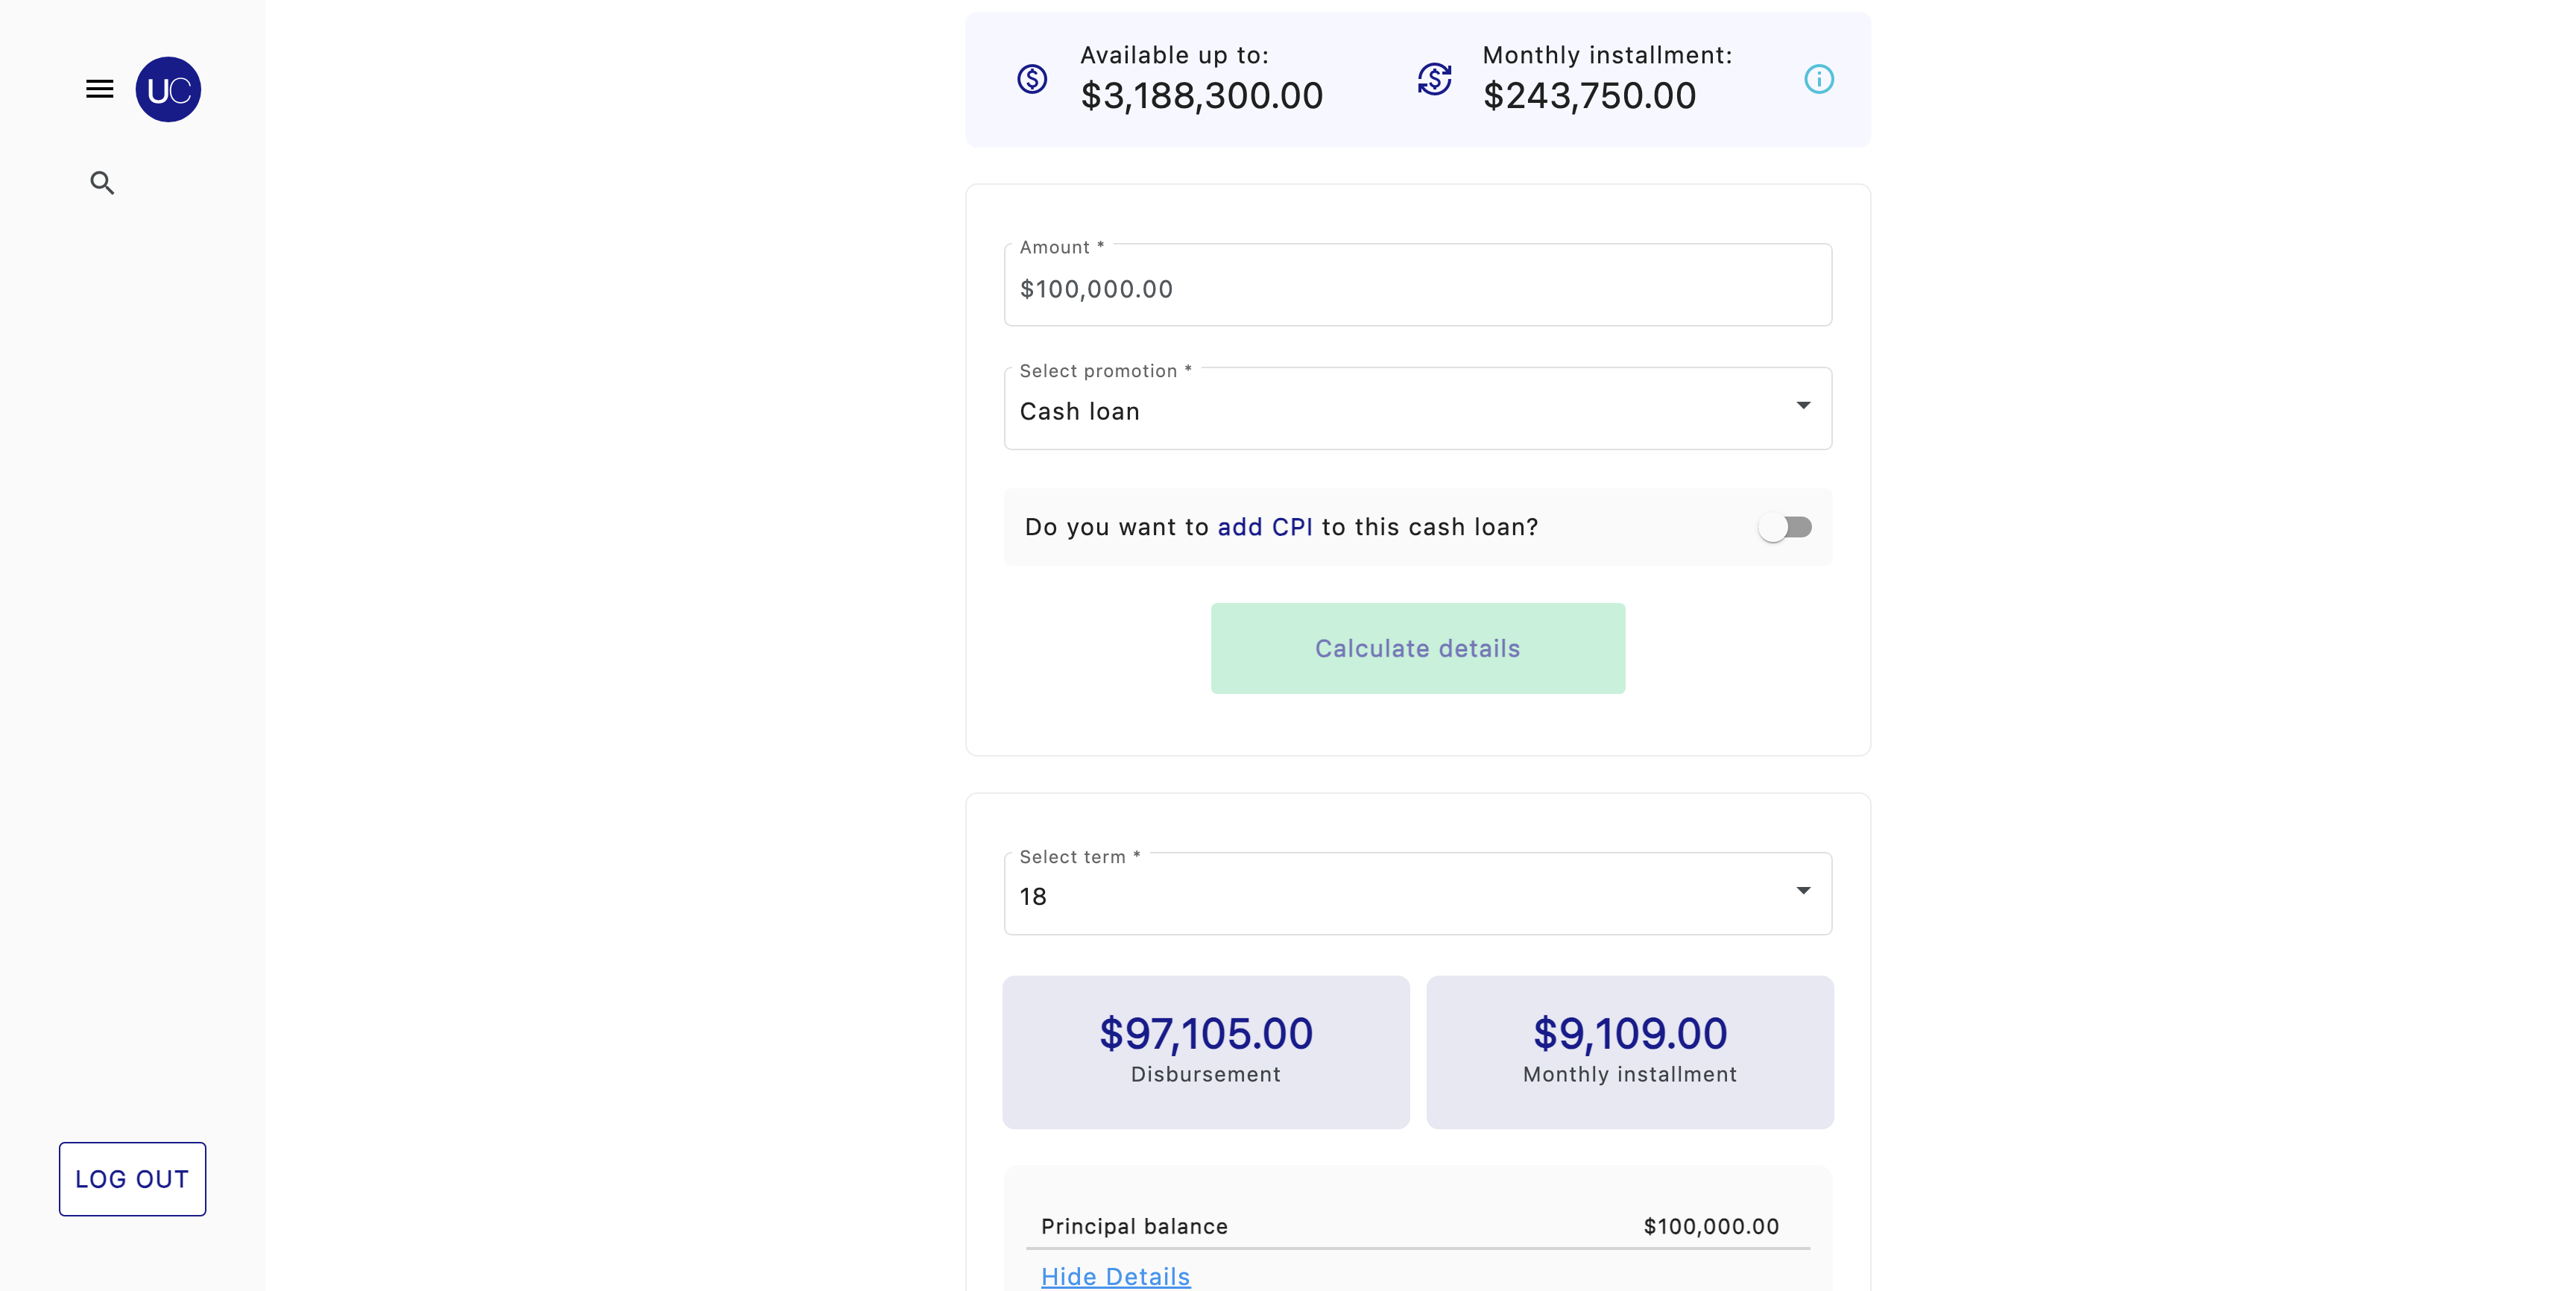 UC
Available up to:
$3,188,300.00
Monthly installment:
$243,750.00
Amount *
$100,000.00
Select promotion *
Cash loan
Do you want to add CPI to this cash loan?
Calculate details
Select term *
18
$97,105.00
Disbursement
$9,109.00
Monthly installment
LOG OUT
Principal balance $100,000.00
Hide Details